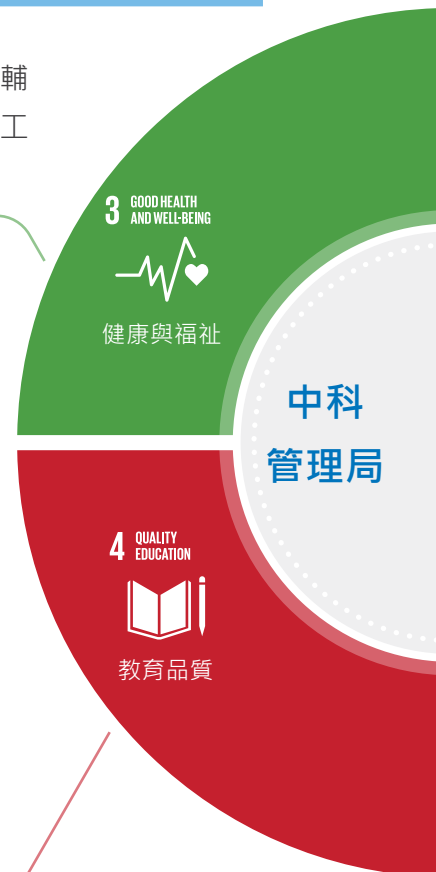 輔
工
3 GOOD HEALTH
AND WELL-BEING
健康與福祉
中科
管理局
4 QUALITY
EDUCATION
教育品質